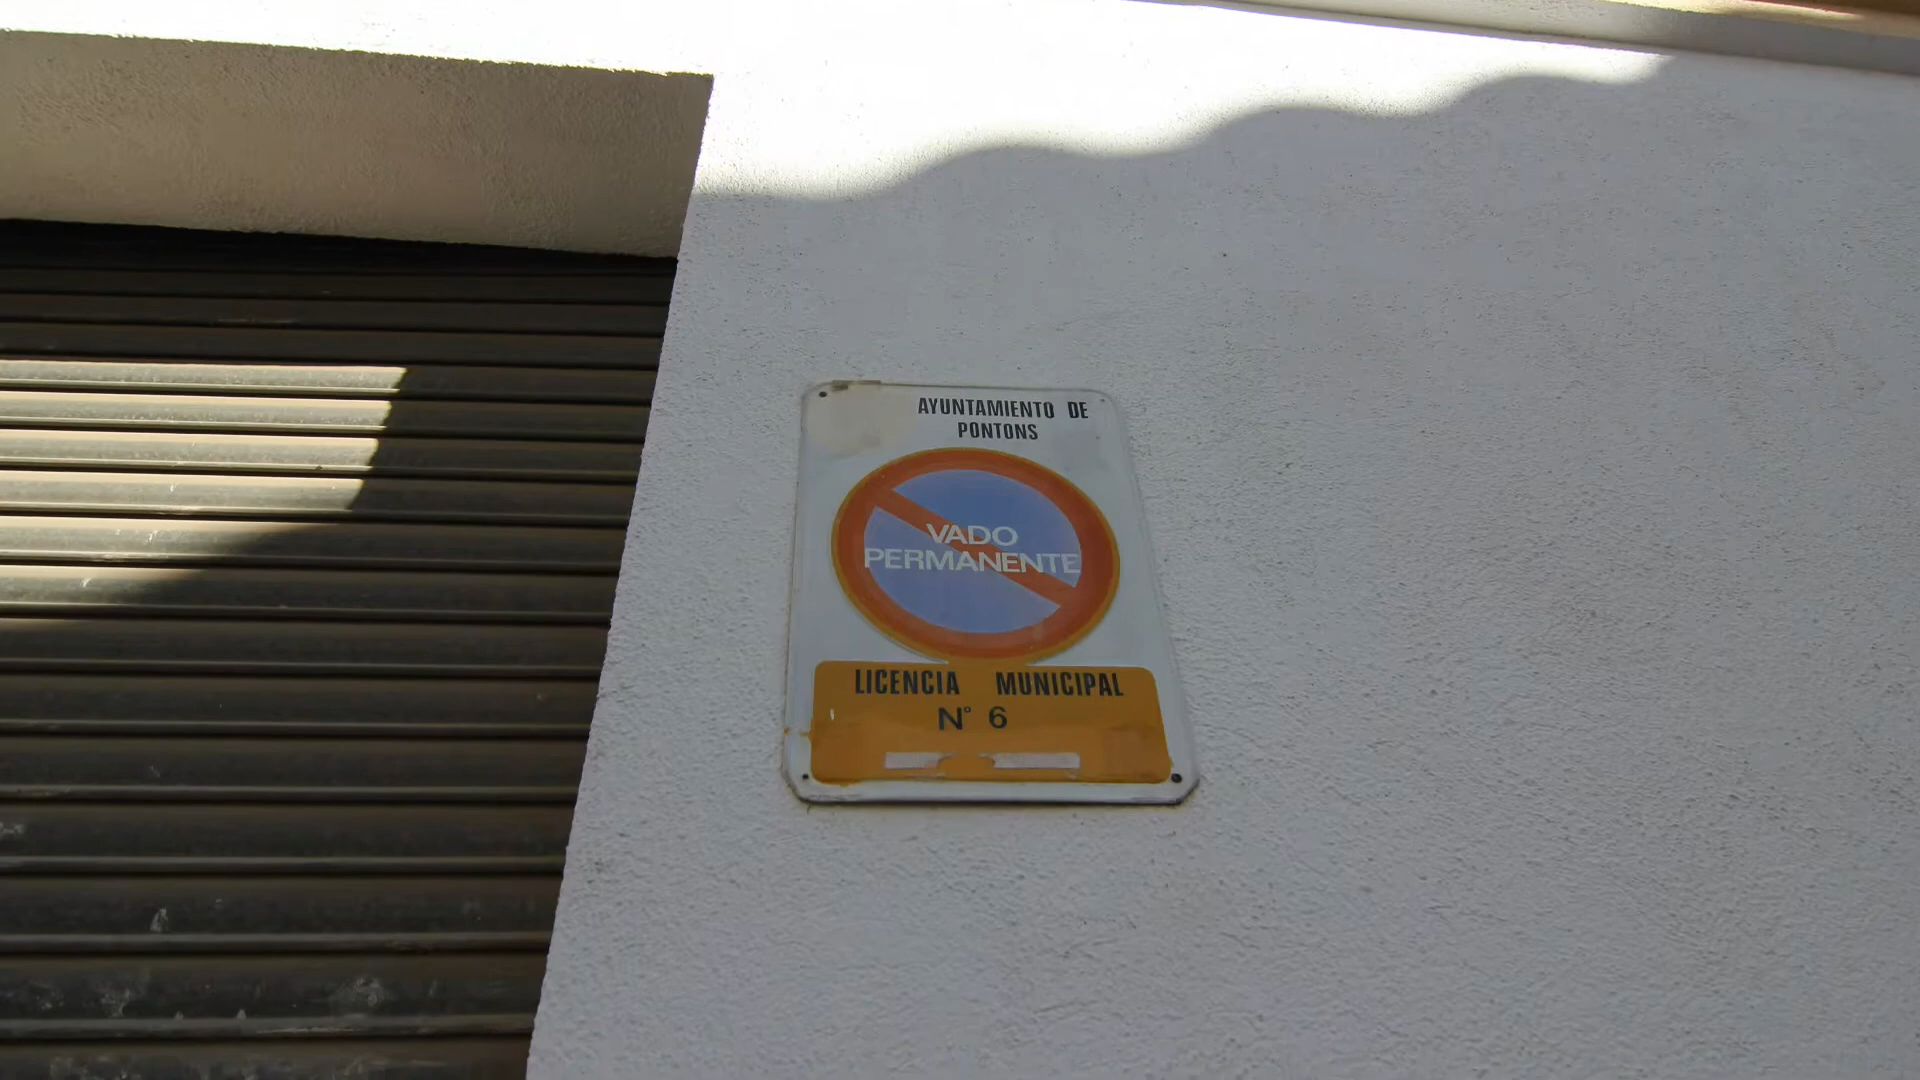 AYUNTAMIENTO DE
PONTONS
VADO
PERMANENTE
LICENCIA MUNICIPAL
N° 6